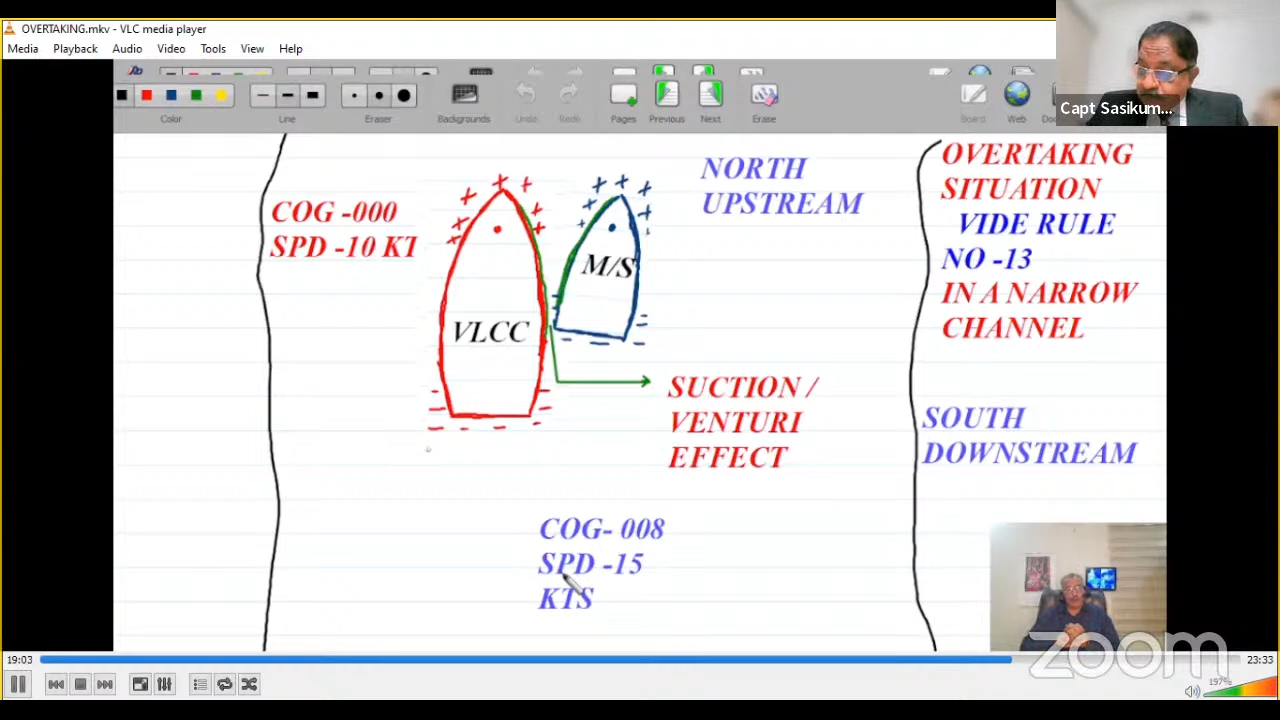 OVERTAKING.mkv - VLC media player
Media Playback Audio Video Tools View Help
Capt Sasikum...
Color Line Eraser Backgrounds Undo Redo Pages Previous Next Erase Board Web
COG -000
SPD -10 KT
NORTH
UPSTREAM
M/S
VLCC
SUCTION /
VENTURI
EFFECT
COG- 008
SPD -15
KTS
OVERTAKING
SITUATION
VIDE RULE
NO -13
IN A NARROW
CHANNEL
SOUTH
DOWNSTREAM
zoom
19:03
23:33
197%